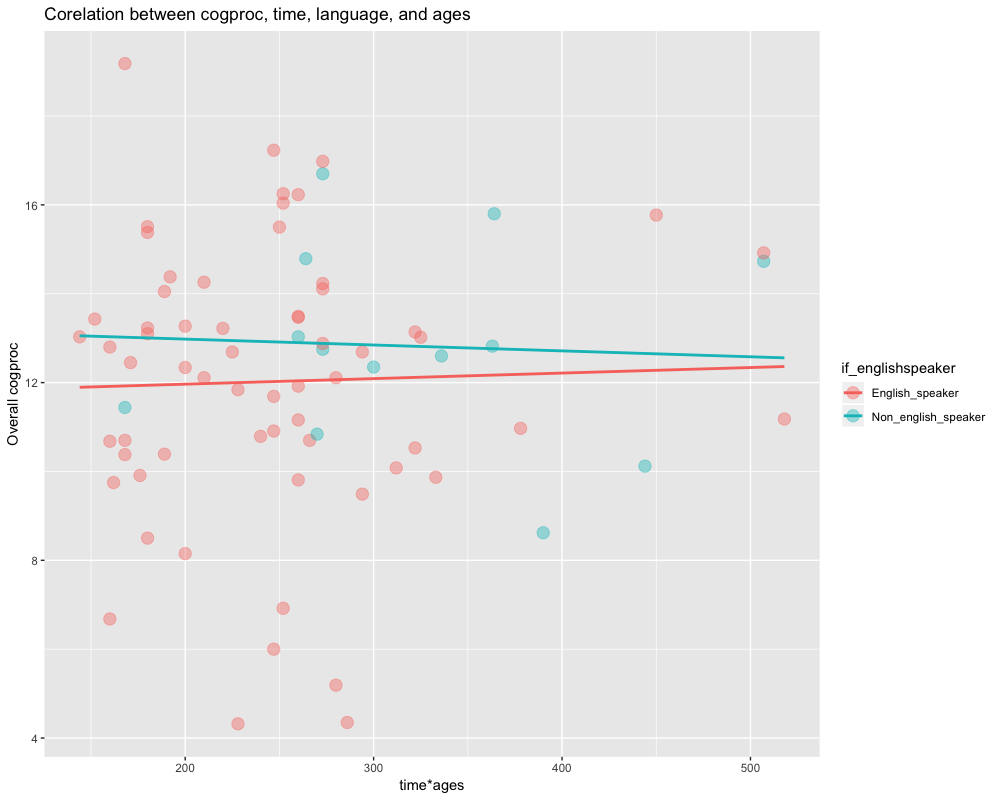 Corelation between cogproc, time, language, and ages
Overall cogproc
16
12
8
4
200
300
400
500
time*ages
if_englishspeaker
English_speaker
Non_english_speaker